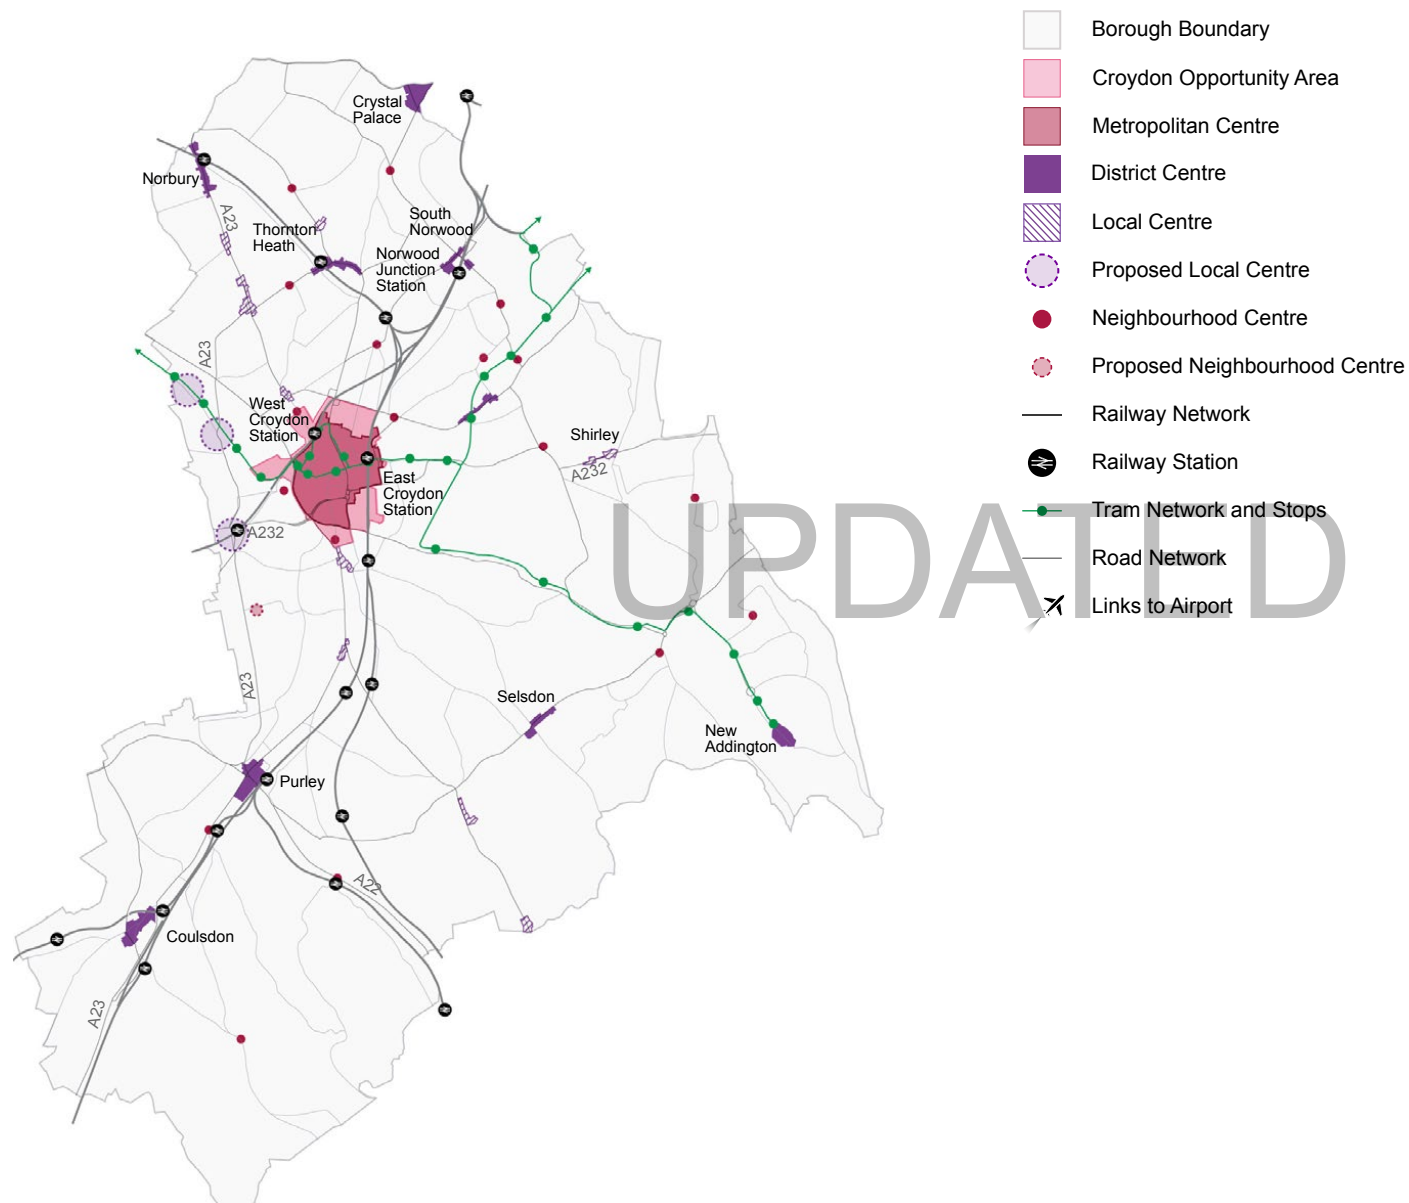 Crystal
Palace
Norbury
A23
Thornton
Heath
South
Norwood
Norwood
Junction
Station
A23
West
Croydon
Station
Shirley
A232
East
Croydon
Station
A232
A23
Selsdon
New
Addington
Purley
A22
Coulsdon
A23
Borough Boundary
Croydon Opportunity Area
Metropolitan Centre
District Centre
Local Centre
Proposed Local Centre
Neighbourhood Centre
Proposed Neighbourhood Centre
Railway Network
Railway Station
Tram Network and Stops
Road Network
Links to Airport
UPDATED